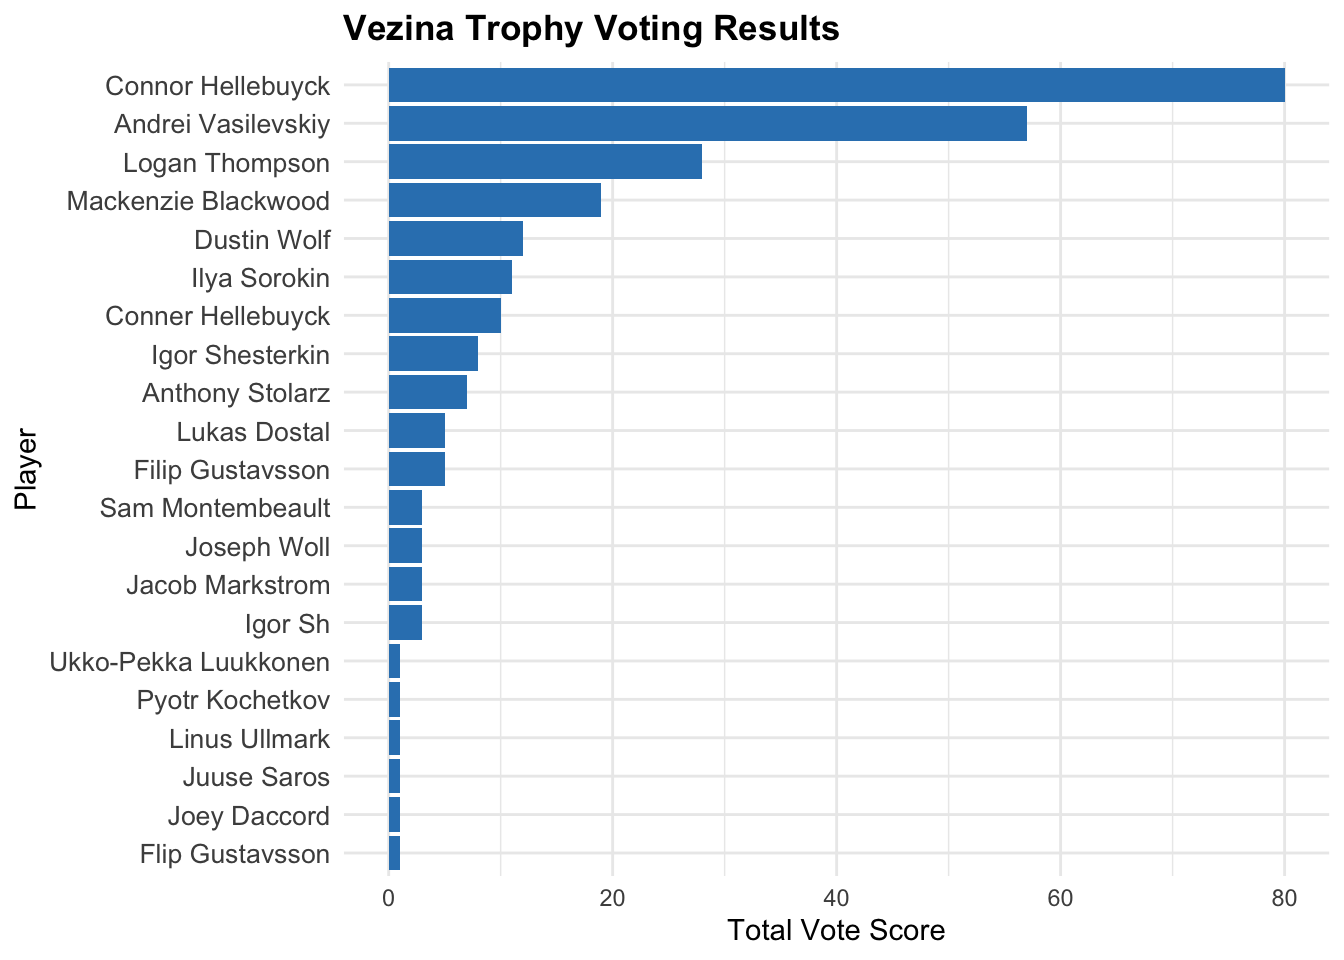 Vezina Trophy Voting Results
Connor Hellebuyck
Andrei Vasilevskiy
Logan Thompson
Mackenzie Blackwood
Dustin Wolf
Ilya Sorokin
Conner Hellebuyck
Igor Shesterkin
Anthony Stolarz
Lukas Dostal
Filip Gustavsson
Sam Montembeault
Joseph Woll
Jacob Markstrom
Igor Sh
Ukko-Pekka Luukkonen
Pyotr Kochetkov
Linus Ullmark
Juuse Saros
Joey Daccord
Flip Gustavsson
Player
0 20 40 60 80
Total Vote Score